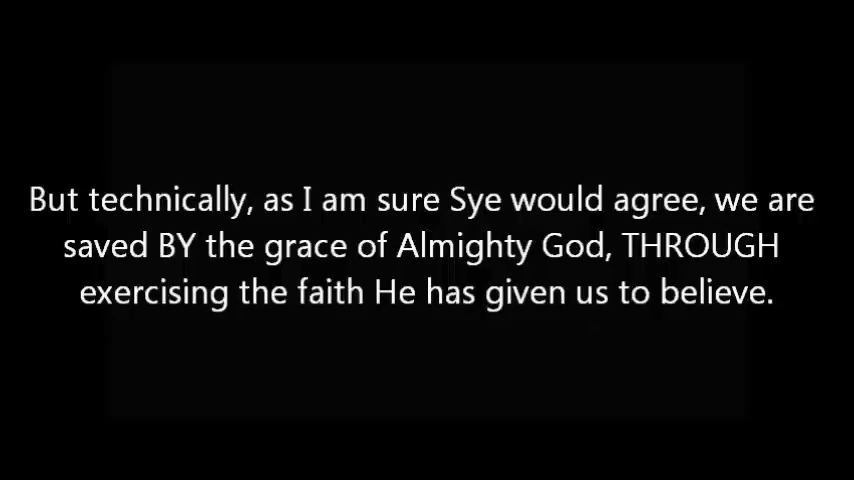 But technically, as I am sure Sye would agree, we are
saved BY the grace of Almighty God, THROUGH
exercising the faith He has given us to believe.